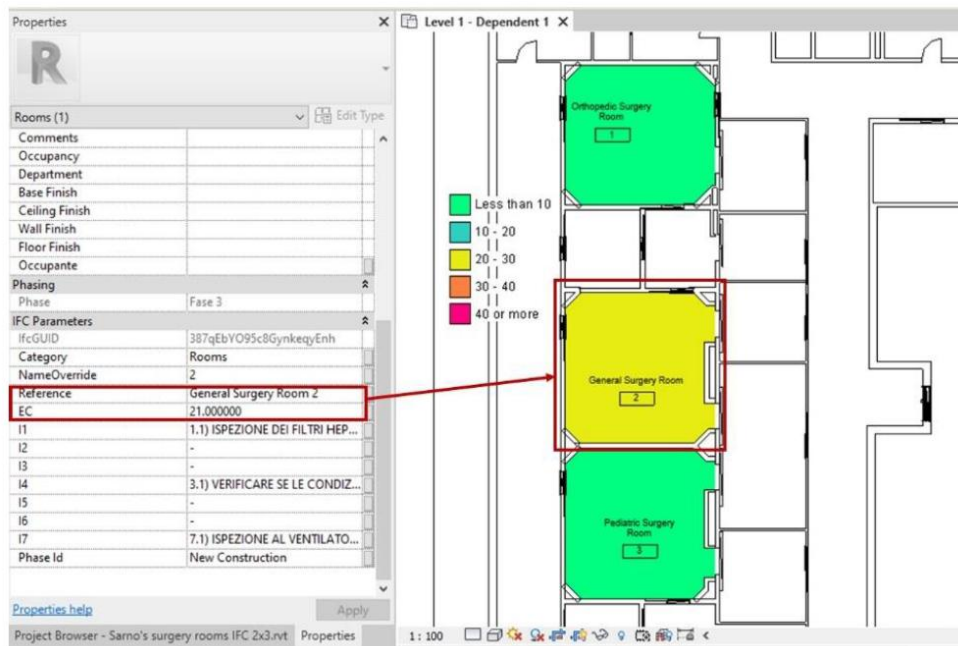 Properties
R
Rooms (1)
Edit Type
Comments
Occupancy
Department
Base Finish
Ceiling Finish
Wall Finish
Floor Finish
Occupante
Phasing
Phase Fase 3
IFC Parameters
IfcGUID 387qEbYO95c8GynkeqyEnh
Category Rooms
NameOverride 2
Reference General Surgery Room 2
EC 21.000000
I1 1.1) ISPEZIONE DEI FILTRI HEP...
I2 -
I3 -
I4 3.1) VERIFICARE SE LE CONDIZ...
I5 -
I6 -
I7 7.1) ISPEZIONE AL VENTILATO...
Phase Id New Construction
Properties help
Apply
Project Browser - Sarno's surgery rooms IFC 2x3.rvt
Properties
Level 1 - Dependent 1
Orthopedic Surgery
Room
1
Less than 10
10 - 20
20 - 30
30 - 40
40 or more
General Surgery Room
2
Pediatric Surgery
Room
3
1 : 100